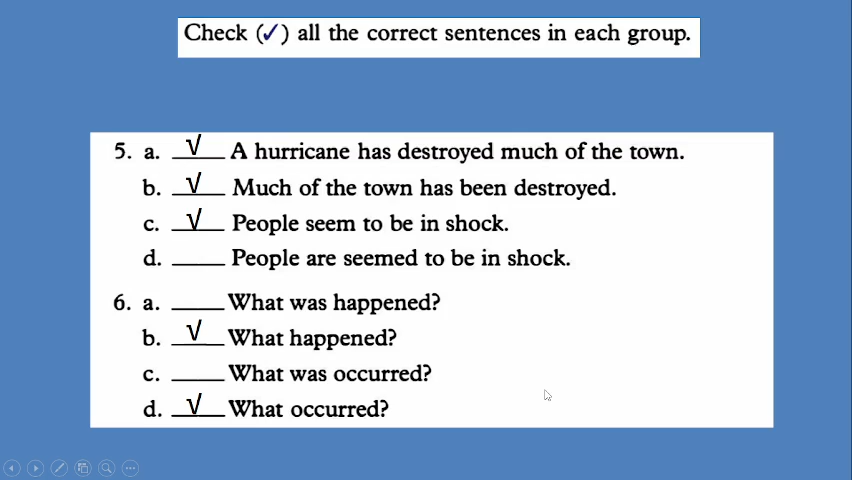 Check (✓) all the correct sentences in each group.
5. a. √ A hurricane has destroyed much of the town.
b. √ Much of the town has been destroyed.
c. √ People seem to be in shock.
d. ____ People are seemed to be in shock.
6. a. ____ What was happened?
b. √ What happened?
c. ____ What was occurred?
d. √ What occurred?